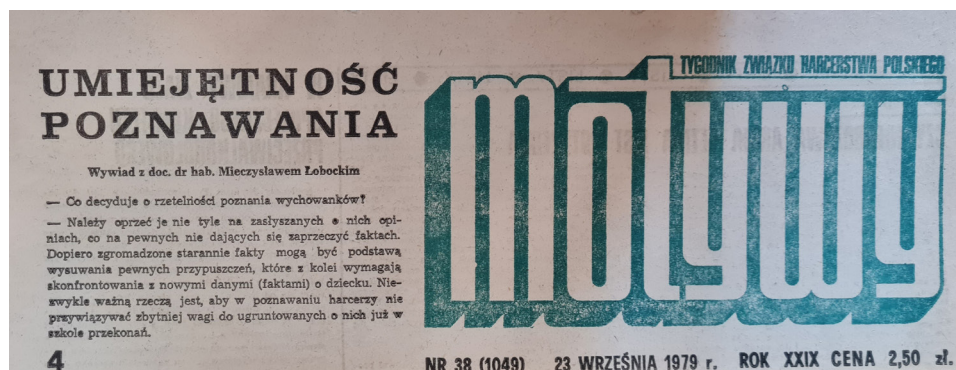 UMIEJĘTNOŚĆ
POZNAWANIA
Wywiad z doc. dr hab. Mieczysławem Łobockim
— Co decyduje o rzetelności poznania wychowanków?
— Należy oprzeć je nie tyle na zasłyszanych o nich opi-
niach, co na pewnych nie dających się zaprzeczyć faktach.
Dopiero zgromadzone starannie fakty mogą być podstawą
wysuwania pewnych przypuszczeń, które z kolei wymagają
skonfrontowania z nowymi danymi (faktami) o dziecku. Nie-
zwykle ważną rzeczą jest, aby w poznawaniu harcerzy nie
przywiązywać zbytniej wagi do ugruntowanych o nich już w
szkole przekonań.
4
TYGODNIK ZWIĄZKU HARCERSTWA POLSKIEGO
motywy
NR 38 (1049) 23 WRZEŚNIA 1979 r. ROK XXIX CENA 2,50 zł.